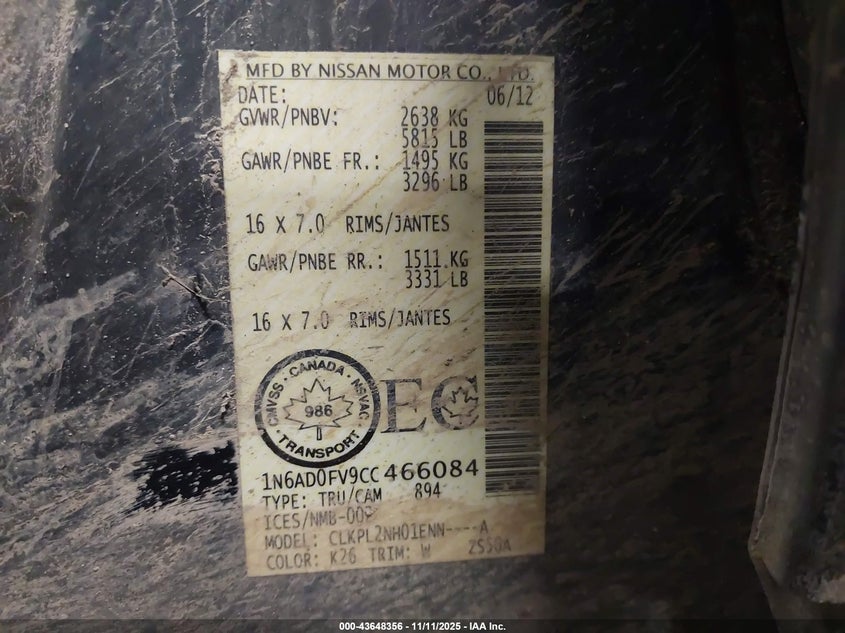 MFD BY NISSAN MOTOR CO., LTD.
DATE: 06/12
GVWR/PNBV: 2638 KG
5815 LB
GAWR/PNBE FR.: 1495 KG
3296 LB
16 X 7.0 RIMS/JANTES
GAWR/PNBE RR.: 1511 KG
3331 LB
16 X 7.0 RIMS/JANTES
CMVSS · CANADA · NSVAC
986
TRANSPORT
EC
1N6AD0FV9CC466084
TYPE: TRU/CAM 894
ICES/NMB-002
MODEL: CLKPL2NH01ENN----A
COLOR: K26 TRIM: W
000-43648356 - 11/11/2025 - IAA Inc.